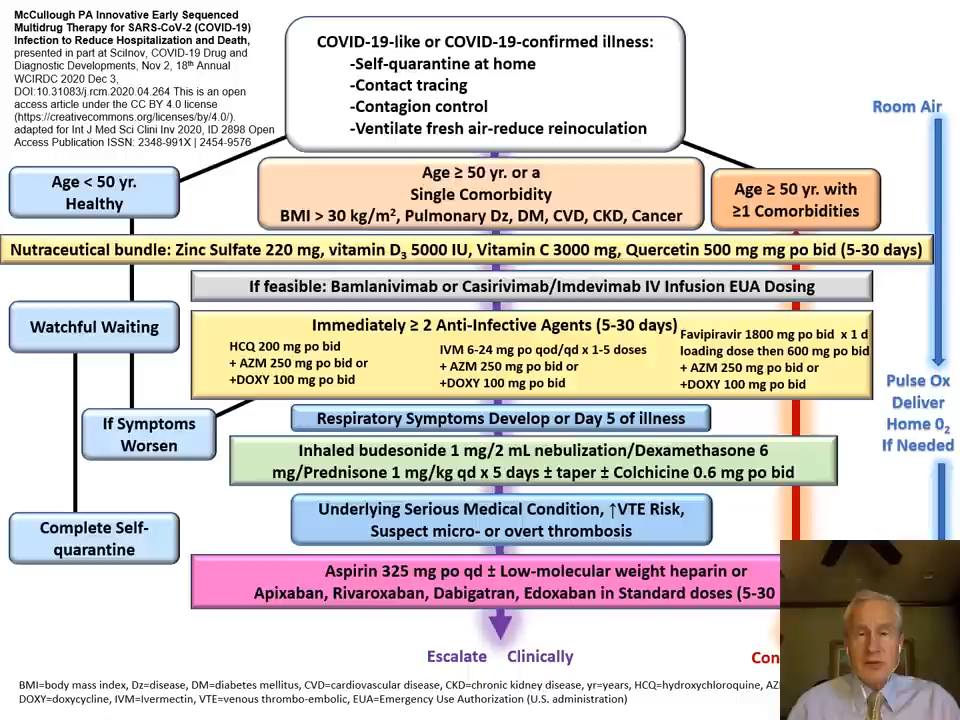 McCullough PA Innovative Early Sequenced
Multidrug Therapy for SARS-CoV-2 (COVID-19)
Infection to Reduce Hospitalization and Death,
presented in part at SciInov, COVID-19 Drug and
Diagnostic Developments, Nov 2, 18th Annual
WCIRDC 2020 Dec 3,
DOI:10.31083/j.rcm.2020.04.264 This is an open
access article under the CC BY 4.0 license
(https://creativecommons.org/licenses/by/4.0/).
adapted for Int J Med Sci Clini Inv 2020, ID 2898 Open
Access Publication ISSN: 2348-991X | 2454-9576
COVID-19-like or COVID-19-confirmed illness:
-Self-quarantine at home
-Contact tracing
-Contagion control
-Ventilate fresh air-reduce reinoculation
Room Air
Age < 50 yr.
Healthy
Age ≥ 50 yr. or a
Single Comorbidity
BMI > 30 kg/m², Pulmonary Dz, DM, CVD, CKD, Cancer
Age ≥ 50 yr. with
≥1 Comorbidities
Nutraceutical bundle: Zinc Sulfate 220 mg, vitamin D₃ 5000 IU, Vitamin C 3000 mg, Quercetin 500 mg mg po bid (5-30 days)
If feasible: Bamlanivimab or Casirivimab/Imdevimab IV Infusion EUA Dosing
Watchful Waiting
Immediately ≥ 2 Anti-Infective Agents (5-30 days)
HCQ 200 mg po bid
+ AZM 250 mg po bid or
+DOXY 100 mg po bid
IVM 6-24 mg po qod/qd x 1-5 doses
+ AZM 250 mg po bid or
+DOXY 100 mg po bid
Favipiravir 1800 mg po bid x 1 d
loading dose then 600 mg po bid
+ AZM 250 mg po bid or
+DOXY 100 mg po bid
Pulse Ox
Deliver
Home 0₂
If Needed
If Symptoms
Worsen
Respiratory Symptoms Develop or Day 5 of illness
Inhaled budesonide 1 mg/2 mL nebulization/Dexamethasone 6
mg/Prednisone 1 mg/kg qd x 5 days ± taper ± Colchicine 0.6 mg po bid
Complete Self-
quarantine
Underlying Serious Medical Condition, ↑VTE Risk,
Suspect micro- or overt thrombosis
Aspirin 325 mg po qd ± Low-molecular weight heparin or
Apixaban, Rivaroxaban, Dabigatran, Edoxaban in Standard doses (5-30
Escalate Clinically
Con
BMI=body mass index, Dz=disease, DM=diabetes mellitus, CVD=cardiovascular disease, CKD=chronic kidney disease, yr=years, HCQ=hydroxychloroquine, AZ
DOXY=doxycycline, IVM=Ivermectin, VTE=venous thrombo-embolic, EUA=Emergency Use Authorization (U.S. administration)